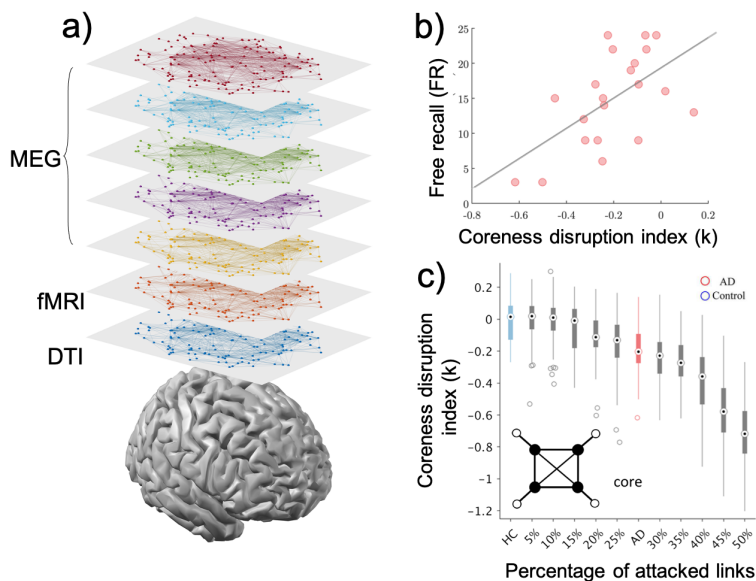 a)
MEG
fMRI
DTI
b)
Free recall (FR)
25
20
15
10
5
0
-0.8
-0.6
-0.4
-0.2
0
0.2
Coreness disruption index (k)
c)
Coreness disruption
index (k)
0.4
0.2
0
-0.2
-0.4
-0.6
-0.8
-1
-1.2
AD
Control
core
HC
5%
10%
15%
20%
25%
AD
30%
35%
40%
45%
50%
Percentage of attacked links